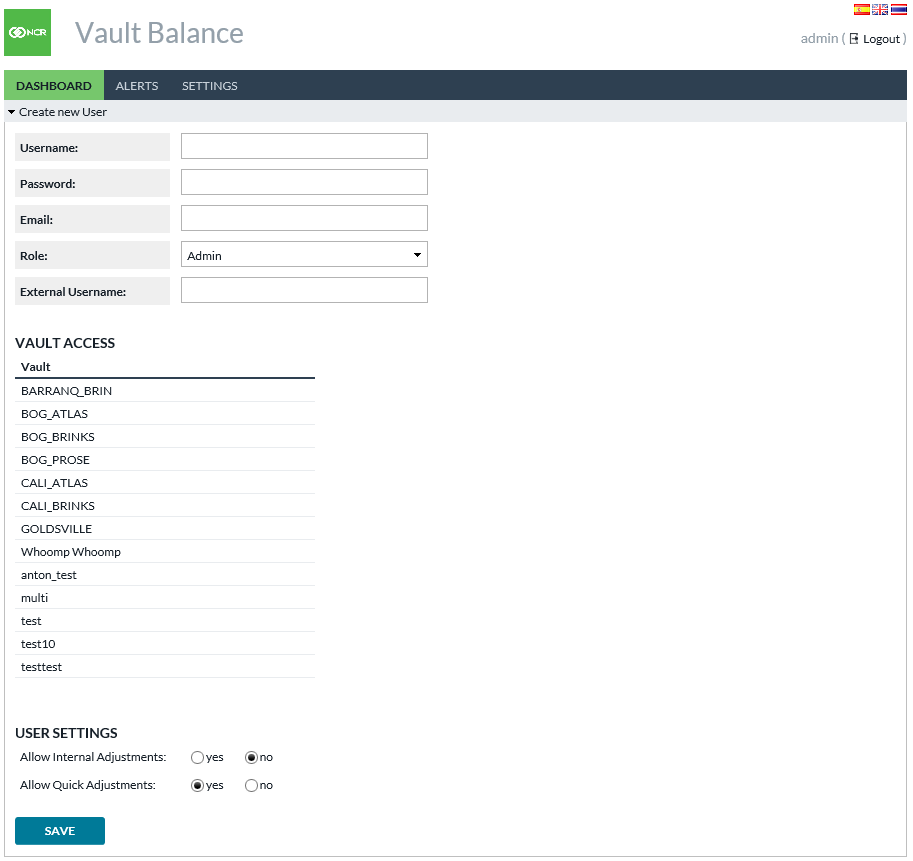 NCR
Vault Balance
admin ( Logout )
DASHBOARD ALERTS SETTINGS
Create new User
Username:
Password:
Email:
Role: Admin
External Username:
VAULT ACCESS
Vault
BARRANQ_BRIN
BOG_ATLAS
BOG_BRINKS
BOG_PROSE
CALI_ATLAS
CALI_BRINKS
GOLDSVILLE
Whoomp Whoomp
anton_test
multi
test
test10
testtest
USER SETTINGS
Allow Internal Adjustments: yes no
Allow Quick Adjustments: yes no
SAVE